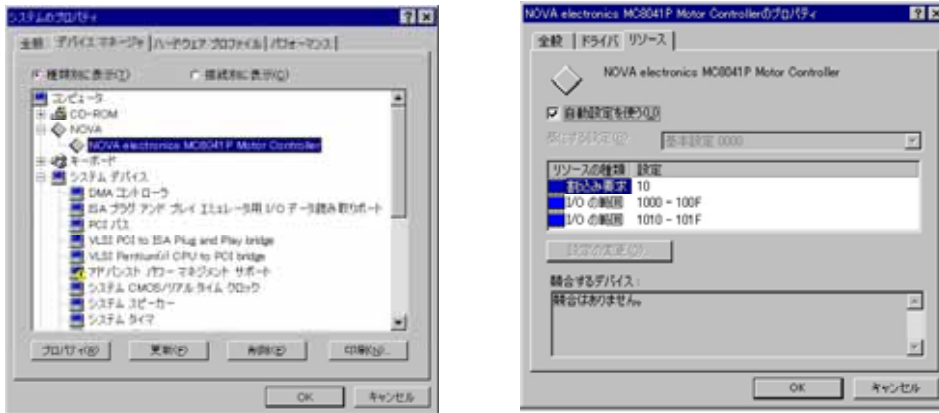 システムのプロパティ
全般 デバイス マネージャ ハードウェア プロファイル パフォーマンス
種類別に表示(T) 接続別に表示(C)
コンピュータ
CD-ROM
NOVA
NOVA electronics MC8041P Motor Controller
キーボード
システム デバイス
DMA コントローラ
ISA プラグ アンド プレイ エミュレータ用 I/O データ読み取りポート
PCI バス
VLSI PCI to ISA Plug and Play bridge
VLSI Pentium(r) CPU to PCI bridge
アドバンスト パワー マネジメント サポート
システム CMOS/リアル タイム クロック
システム スピーカー
システム タイマ
プロパティ(R) 更新(F) 削除(E) 印刷(N)...
OK キャンセル
NOVA electronics MC8041P Motor Controllerのプロパティ
全般 ドライバ リソース
NOVA electronics MC8041P Motor Controller
自動設定を使う(U)
基にする設定(B): 基本設定 0000
リソースの種類 設定
割込み要求 10
I/O の範囲 1000 - 100F
I/O の範囲 1010 - 101F
設定の変更(C)...
競合するデバイス:
競合はありません。
OK キャンセル